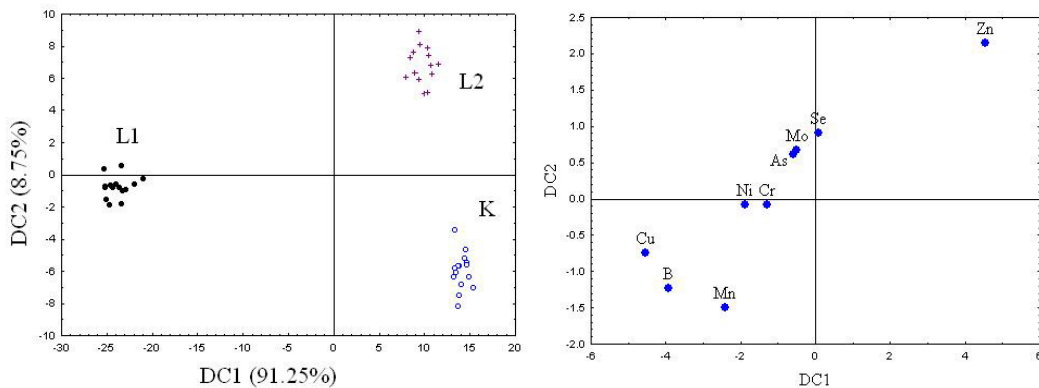 10
8
6
4
2
0
-2
-4
-6
-8
-10
-30 -25 -20 -15 -10 -5 0 5 10 15 20
DC2 (8.75%)
DC1 (91.25%)
L1
L2
K
2.5
2.0
1.5
1.0
0.5
0.0
-0.5
-1.0
-1.5
-2.0
-6 -4 -2 0 2 4 6
DC2
DC1
Zn
Se
Mo
As
Ni Cr
Cu
B
Mn